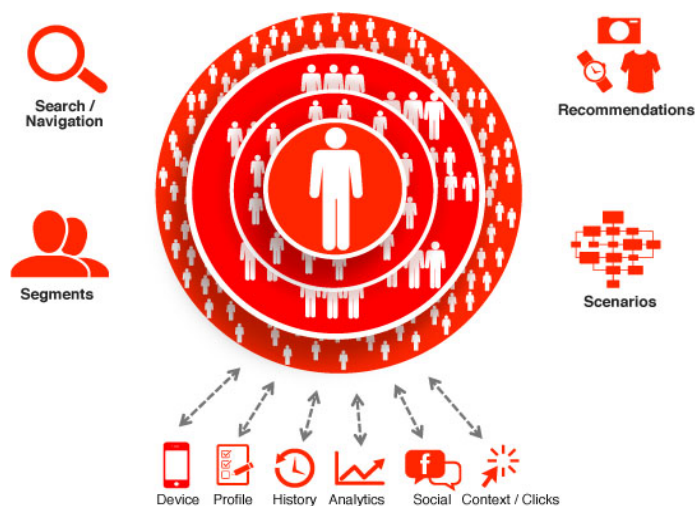 Search /
Navigation
Recommendations
Segments
Scenarios
f
Device
Profile
History
Analytics
Social
Context / Clicks